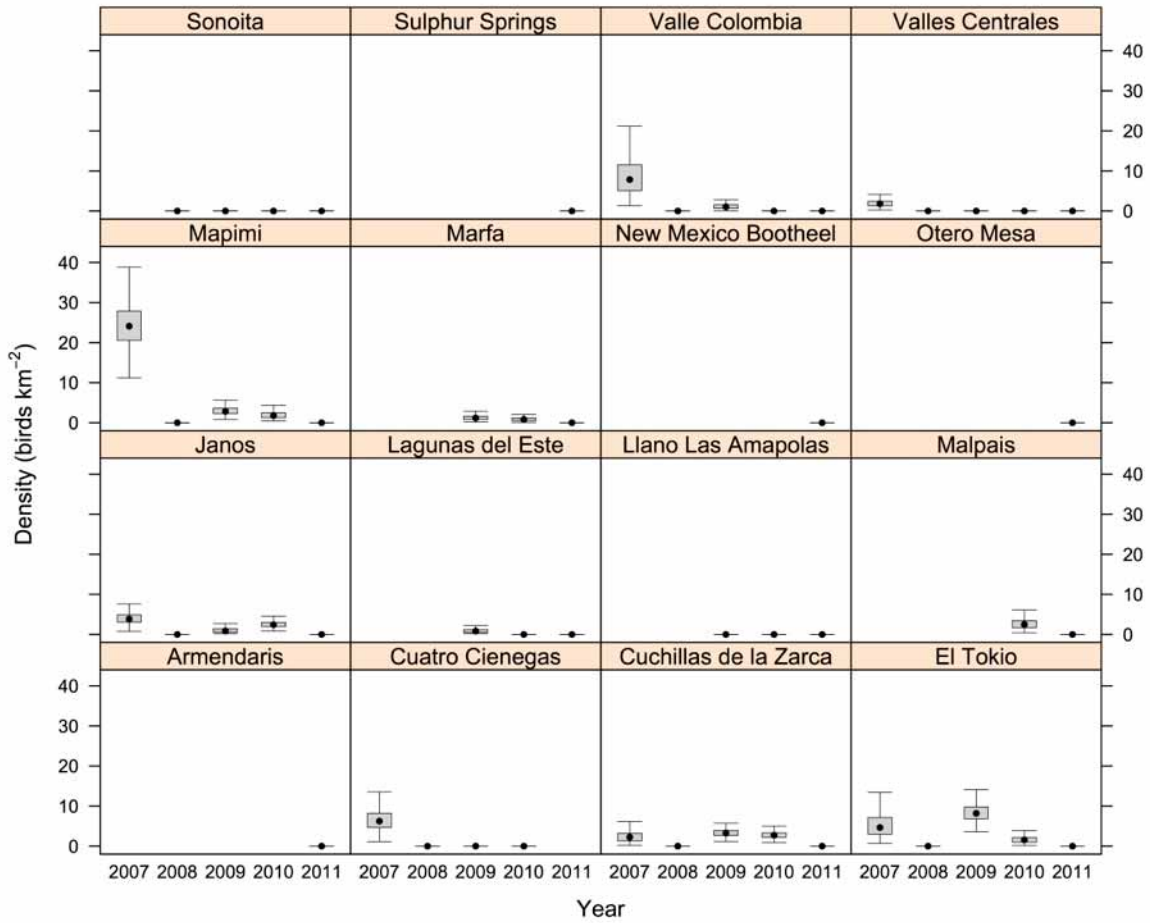 Sonoita Sulphur Springs Valle Colombia Valles Centrales
40
30
20
10
0
Mapimi Marfa New Mexico Bootheel Otero Mesa
40
30
20
10
0
Janos Lagunas del Este Llano Las Amapolas Malpais
40
30
20
10
0
Armendaris Cuatro Cienegas Cuchillas de la Zarca El Tokio
40
30
20
10
0
2007 2008 2009 2010 2011 2007 2008 2009 2010 2011 2007 2008 2009 2010 2011 2007 2008 2009 2010 2011
Year
Density (birds km⁻²)